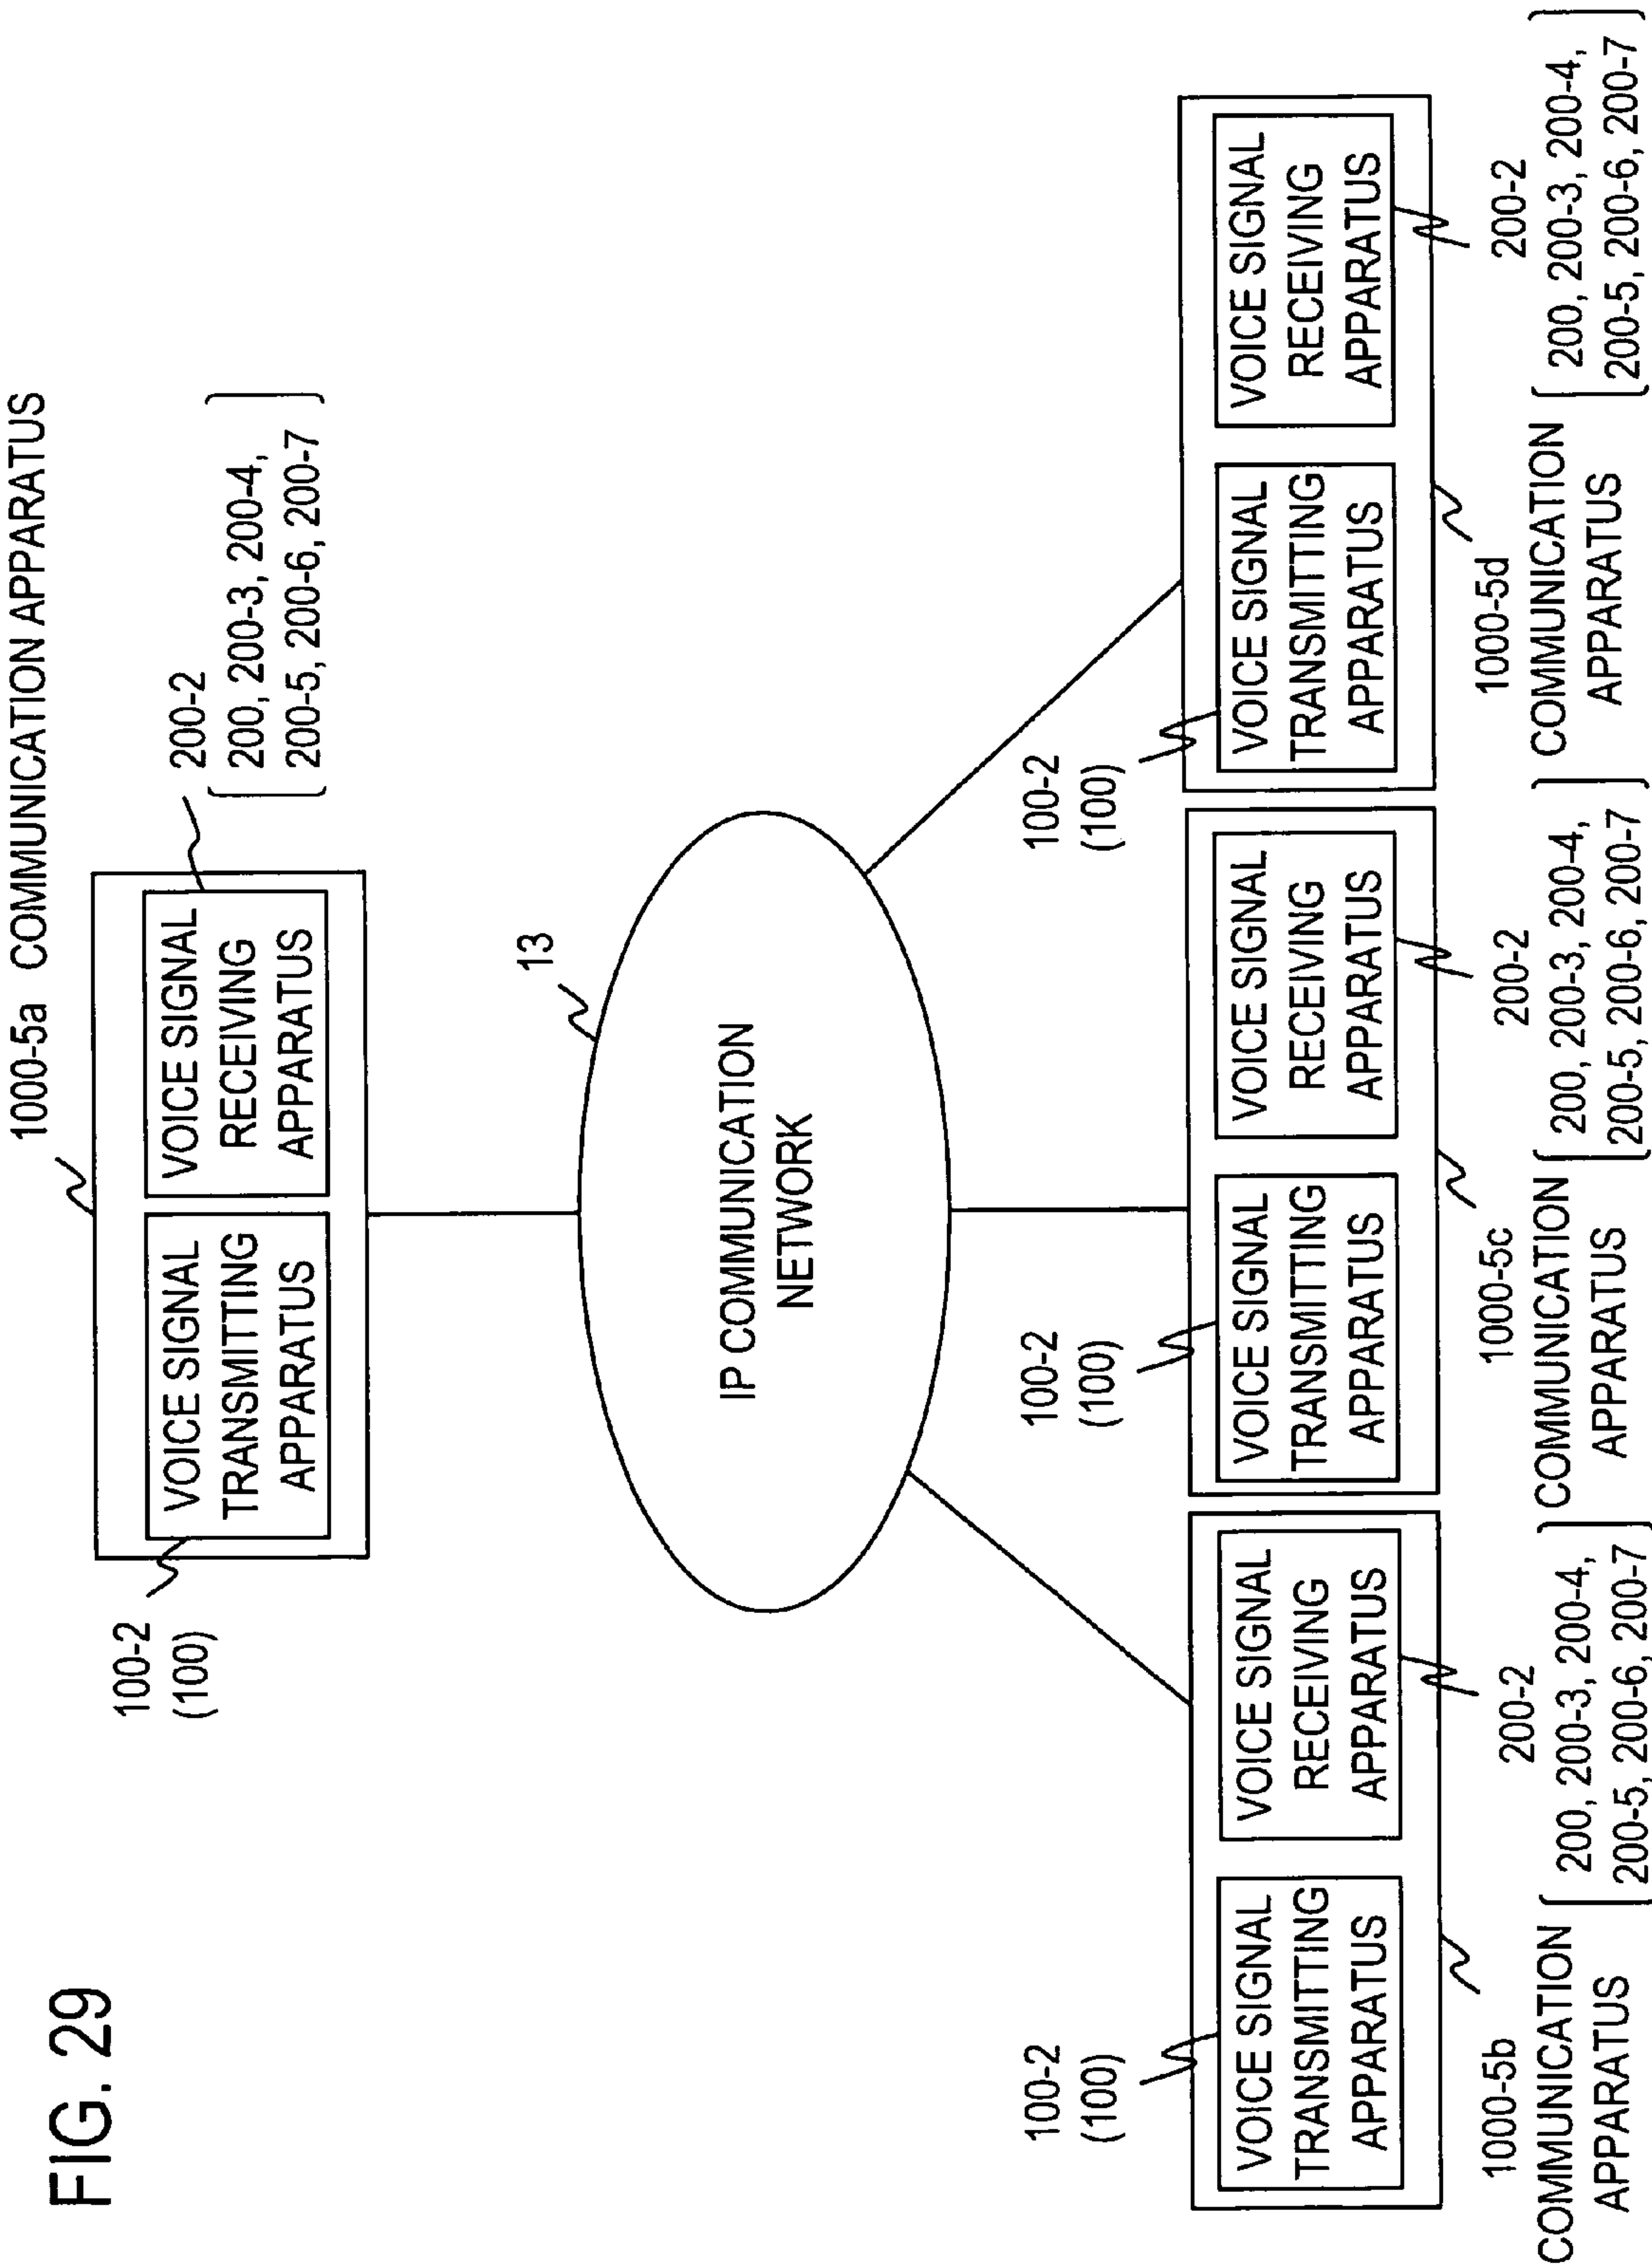 FIG. 29
1000-5a COMMUNICATION APPARATUS
100-2
(100)
VOICE SIGNAL
TRANSMITTING
APPARATUS
VOICE SIGNAL
RECEIVING
APPARATUS
200-2
200, 200-3, 200-4,
200-5, 200-6, 200-7
13
IP COMMUNICATION
NETWORK
100-2
(100)
VOICE SIGNAL
TRANSMITTING
APPARATUS
VOICE SIGNAL
RECEIVING
APPARATUS
1000-5b
COMMUNICATION
APPARATUS
200-2
200, 200-3, 200-4,
200-5, 200-6, 200-7
100-2
(100)
VOICE SIGNAL
TRANSMITTING
APPARATUS
VOICE SIGNAL
RECEIVING
APPARATUS
1000-5c
COMMUNICATION
APPARATUS
200-2
200, 200-3, 200-4,
200-5, 200-6, 200-7
100-2
(100)
VOICE SIGNAL
TRANSMITTING
APPARATUS
VOICE SIGNAL
RECEIVING
APPARATUS
1000-5d
COMMUNICATION
APPARATUS
200-2
200, 200-3, 200-4,
200-5, 200-6, 200-7